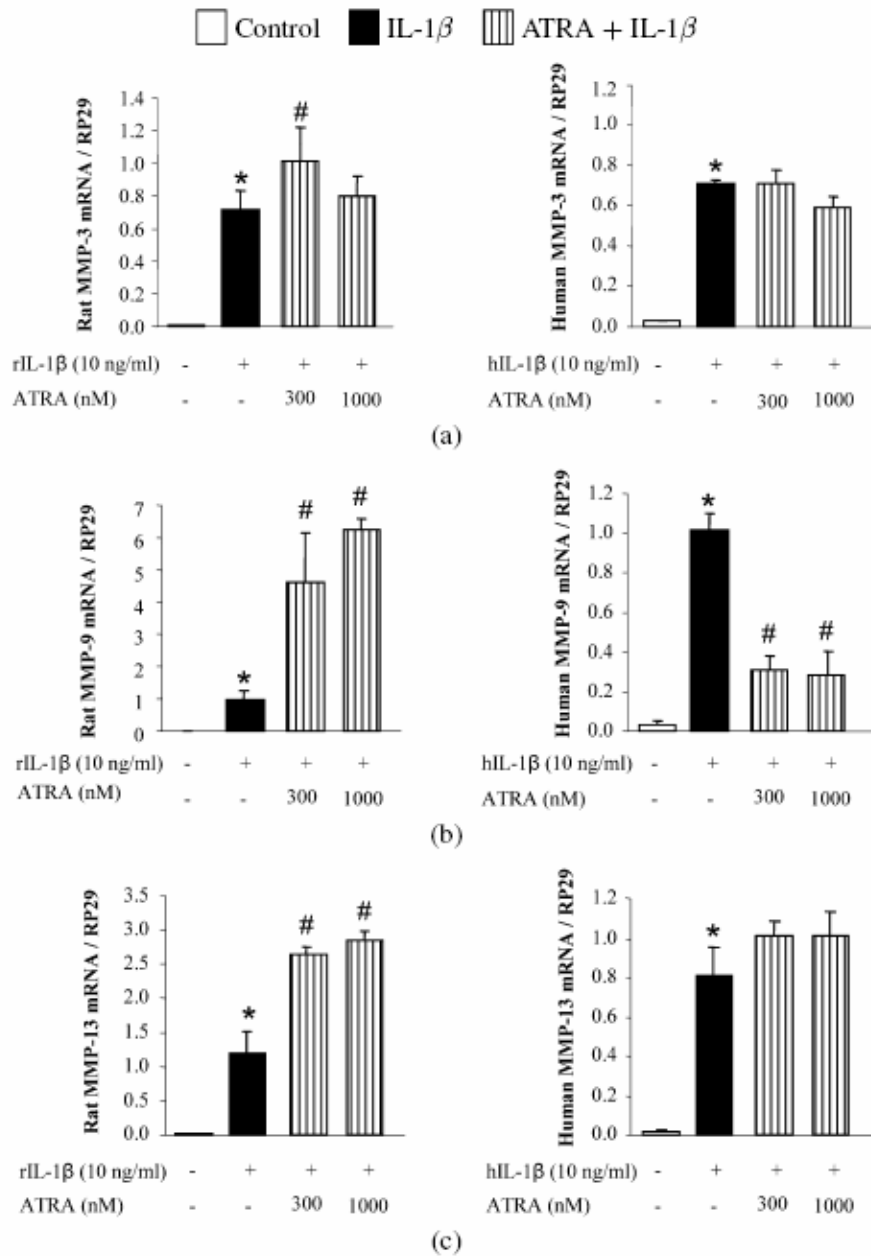 Control IL-1β ATRA + IL-1β
Rat MMP-3 mRNA / RP29
1.4
1.2
1.0
0.8
0.6
0.4
0.2
0.0
* #
rIL-1β (10 ng/ml) - + + +
ATRA (nM) - - 300 1000
Human MMP-3 mRNA / RP29
1.2
1.0
0.8
0.6
0.4
0.2
0.0
*
hIL-1β (10 ng/ml) - + + +
ATRA (nM) - - 300 1000
(a)
Rat MMP-9 mRNA / RP29
7
6
5
4
3
2
1
0
* # #
rIL-1β (10 ng/ml) - + + +
ATRA (nM) - - 300 1000
Human MMP-9 mRNA / RP29
1.2
1.0
0.8
0.6
0.4
0.2
0.0
* # #
hIL-1β (10 ng/ml) - + + +
ATRA (nM) - - 300 1000
(b)
Rat MMP-13 mRNA / RP29
3.5
3.0
2.5
2.0
1.5
1.0
0.5
0.0
* # #
rIL-1β (10 ng/ml) - + + +
ATRA (nM) - - 300 1000
Human MMP-13 mRNA / RP29
1.2
1.0
0.8
0.6
0.4
0.2
0.0
*
hIL-1β (10 ng/ml) - + + +
ATRA (nM) - - 300 1000
(c)